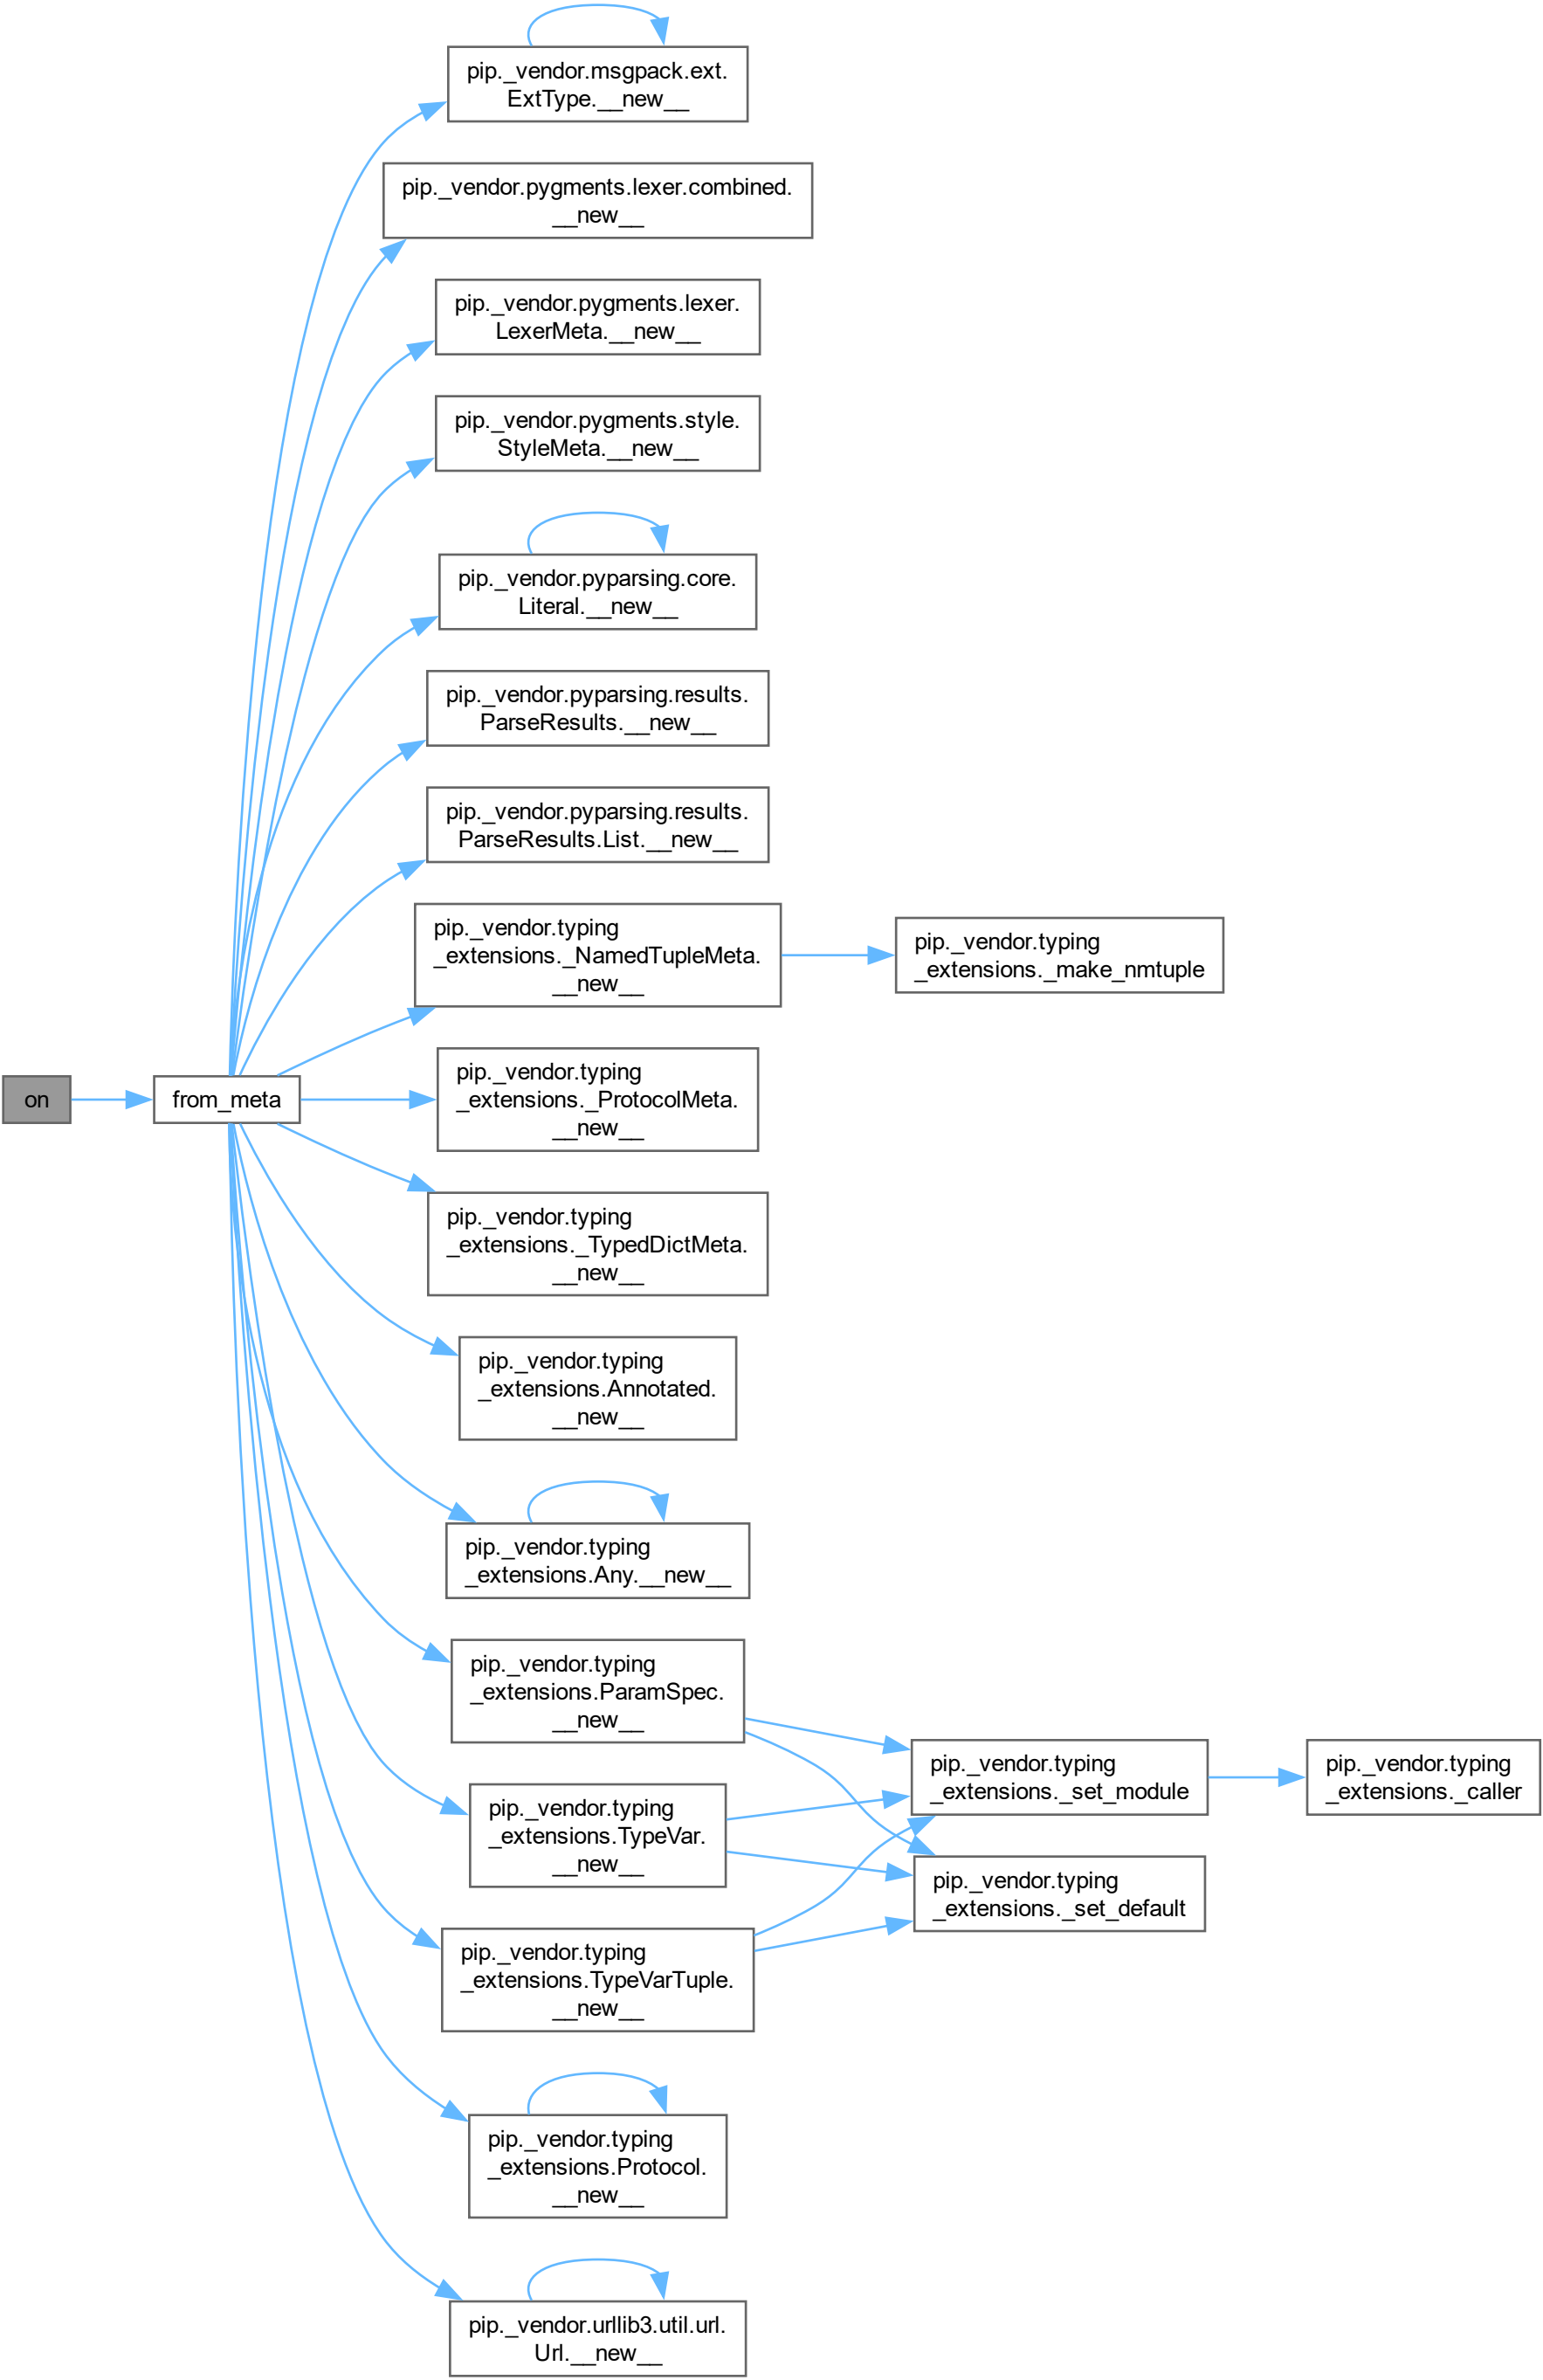 pip._vendor.msgpack.ext.
ExtType.__new__
pip._vendor.pygments.lexer.combined.
__new__
pip._vendor.pygments.lexer.
LexerMeta.__new__
pip._vendor.pygments.style.
StyleMeta.__new__
pip._vendor.pyparsing.core.
Literal.__new__
pip._vendor.pyparsing.results.
ParseResults.__new__
pip._vendor.pyparsing.results.
ParseResults.List.__new__
pip._vendor.typing
_extensions._NamedTupleMeta.
__new__
pip._vendor.typing
_extensions._make_nmtuple
on
from_meta
pip._vendor.typing
_extensions._ProtocolMeta.
__new__
pip._vendor.typing
_extensions._TypedDictMeta.
__new__
pip._vendor.typing
_extensions.Annotated.
__new__
pip._vendor.typing
_extensions.Any.__new__
pip._vendor.typing
_extensions.ParamSpec.
__new__
pip._vendor.typing
_extensions._set_module
pip._vendor.typing
_extensions._caller
pip._vendor.typing
_extensions.TypeVar.
__new__
pip._vendor.typing
_extensions._set_default
pip._vendor.typing
_extensions.TypeVarTuple.
__new__
pip._vendor.typing
_extensions.Protocol.
__new__
pip._vendor.urllib3.util.url.
Url.__new__